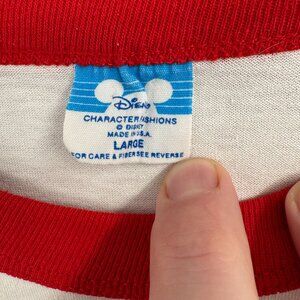 Disney
CHARACTER FASHIONS
© DISNEY
MADE IN U.S.A.
LARGE
FOR CARE & FIBER SEE REVERSE